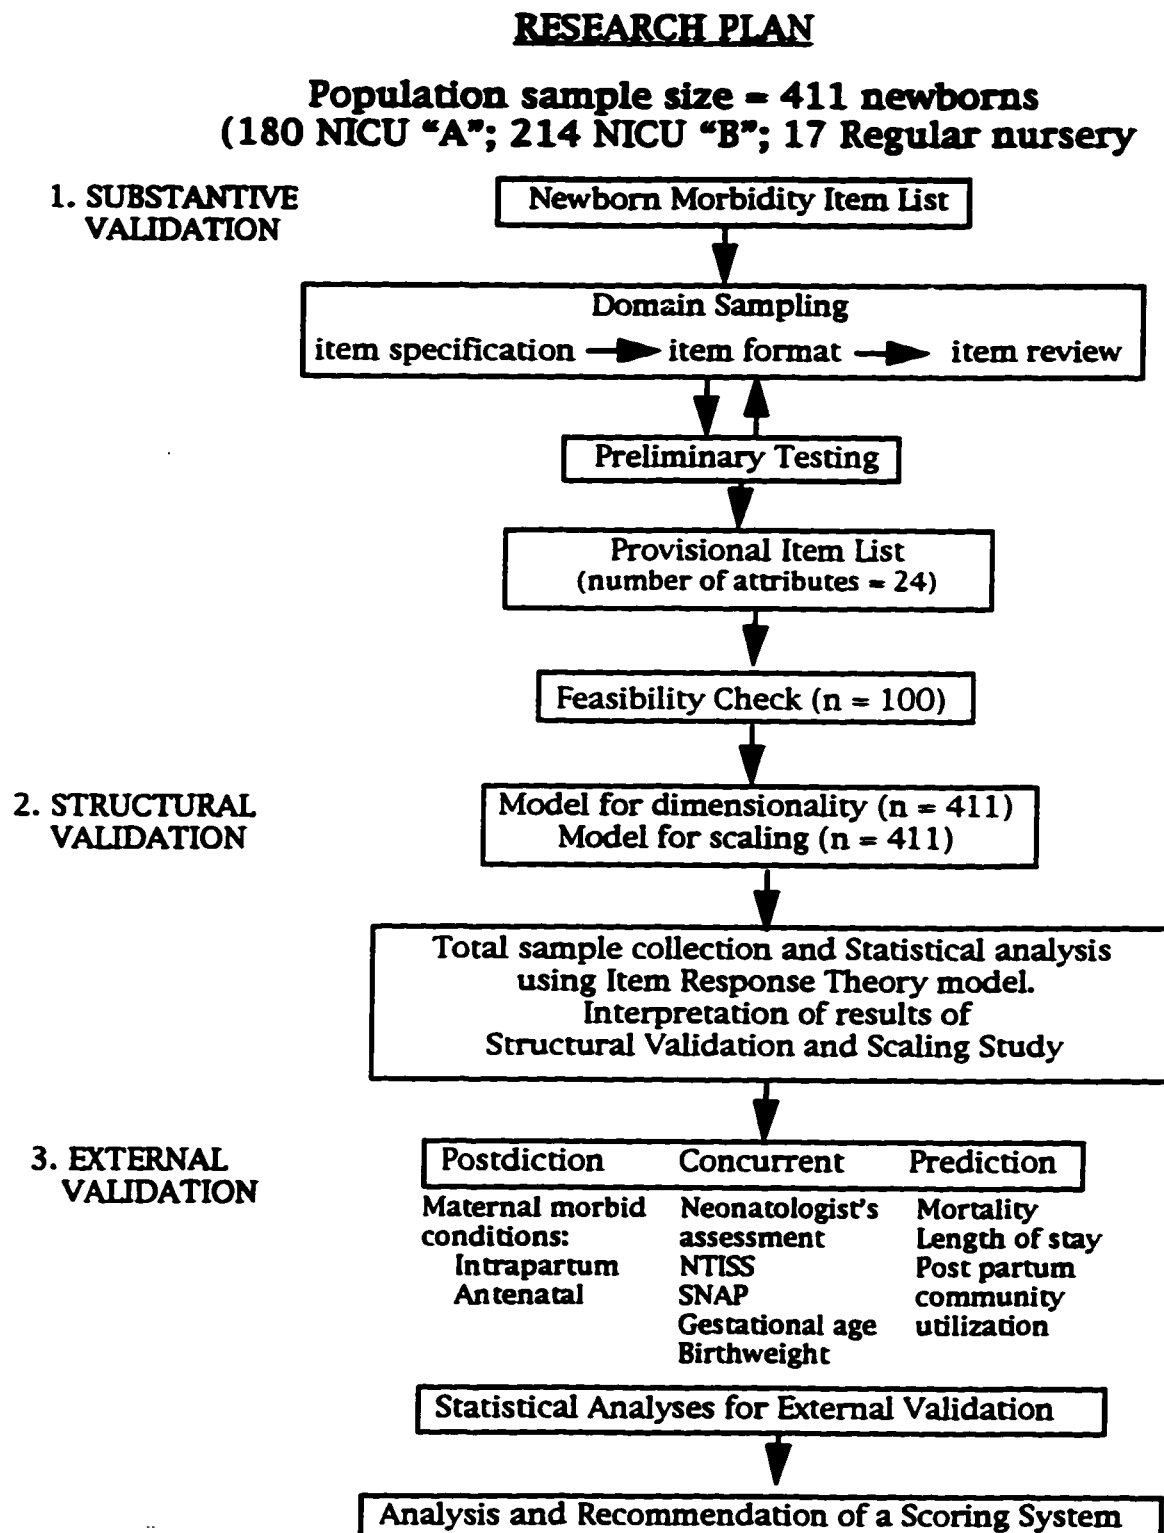 RESEARCH PLAN
Population sample size = 411 newborns
(180 NICU "A"; 214 NICU "B"; 17 Regular nursery
1. SUBSTANTIVE
VALIDATION
Newborn Morbidity Item List
Domain Sampling
item specification item format item review
Preliminary Testing
Provisional Item List
(number of attributes = 24)
Feasibility Check (n = 100)
2. STRUCTURAL
VALIDATION
Model for dimensionality (n = 411)
Model for scaling (n = 411)
Total sample collection and Statistical analysis
using Item Response Theory model.
Interpretation of results of
Structural Validation and Scaling Study
3. EXTERNAL
VALIDATION
Postdiction Concurrent Prediction
Maternal morbid
conditions:
Intrapartum
Antenatal
Neonatologist's
assessment
NTISS
SNAP
Gestational age
Birthweight
Mortality
Length of stay
Post partum
community
utilization
Statistical Analyses for External Validation
Analysis and Recommendation of a Scoring System